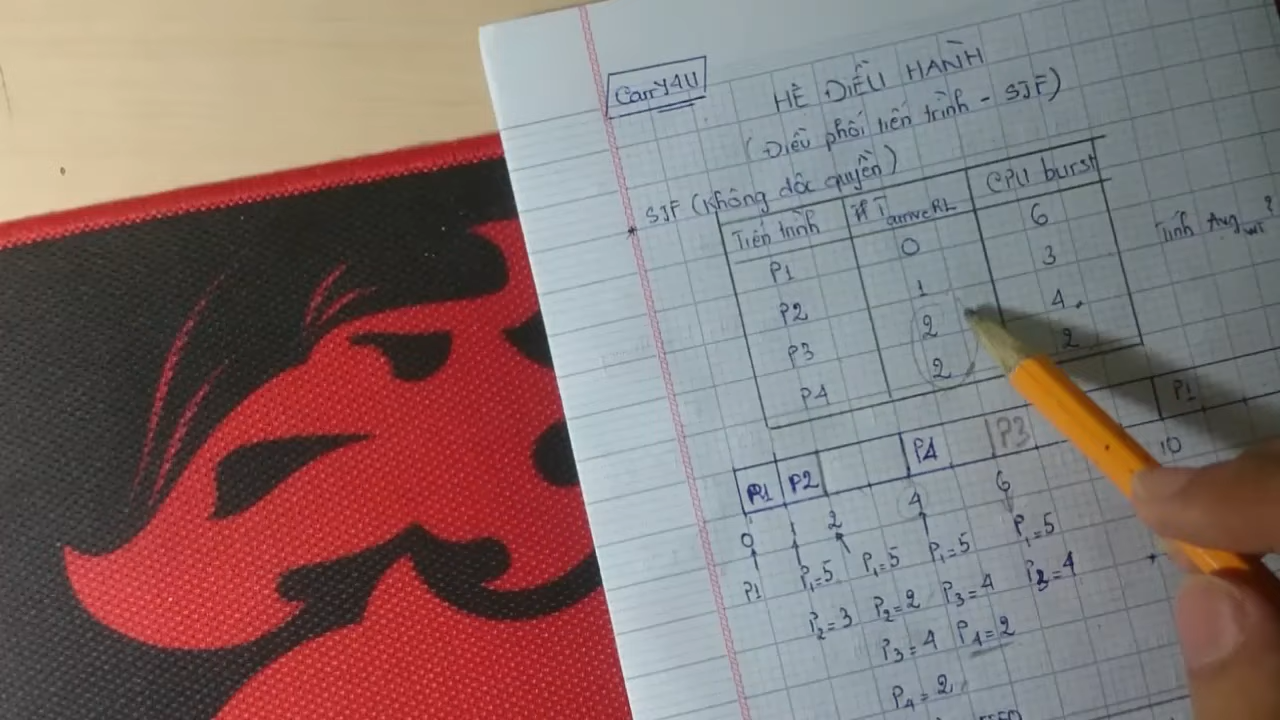 CarrY4U
HỆ ĐIỀU HÀNH
(Điều phối tiến trình - SJF)
* SJF (Không độc quyền)
Tiến trình TarriveRL CPU burst
P1 0 6
P2 1 3
P3 2 4
P4 2 2
Tính Avg wt ?
P1 P2 P4 P3 P1
0 1 2 4 6 10
P1 P1=5 P1=5 P1=5 P1=5
P2=3 P2=2 P3=4 P3=4
P3=4 P4=2
P4=2